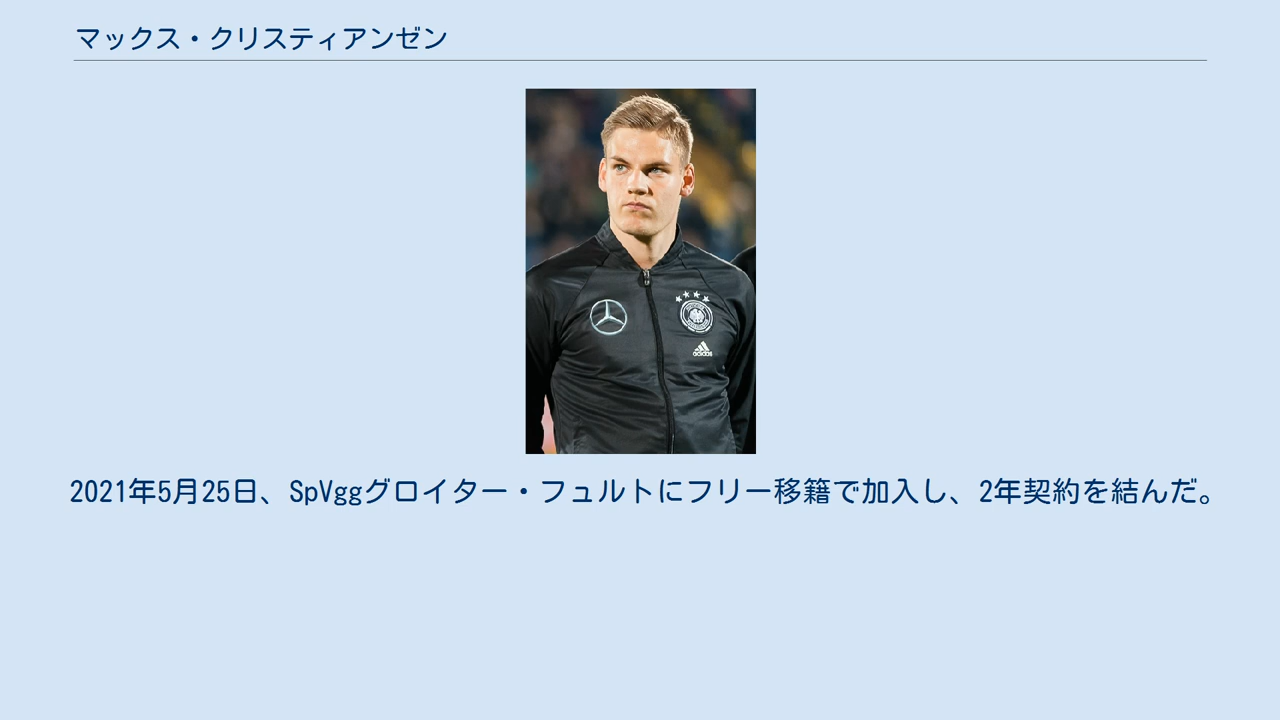 マックス・クリスティアンゼン
adidas
2021年5月25日、SpVggグロイター・フュルトにフリー移籍で加入し、2年契約を結んだ。